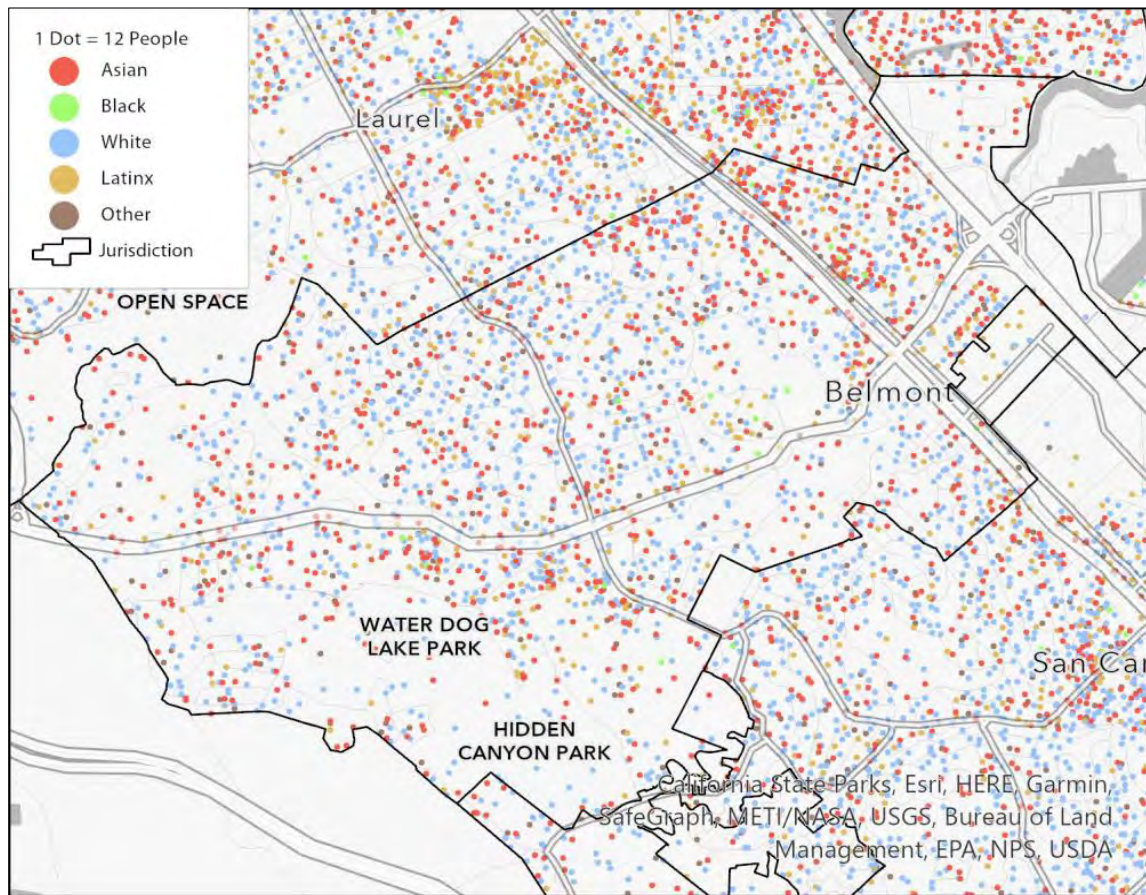 1 Dot = 12 People
Asian
Black
White
Latinx
Other
Jurisdiction
Laurel
OPEN SPACE
Belmont
WATER DOG
LAKE PARK
San Car
HIDDEN
CANYON PARK
California State Parks, Esri, HERE, Garmin,
SafeGraph, METI/NASA, USGS, Bureau of Land
Management, EPA, NPS, USDA